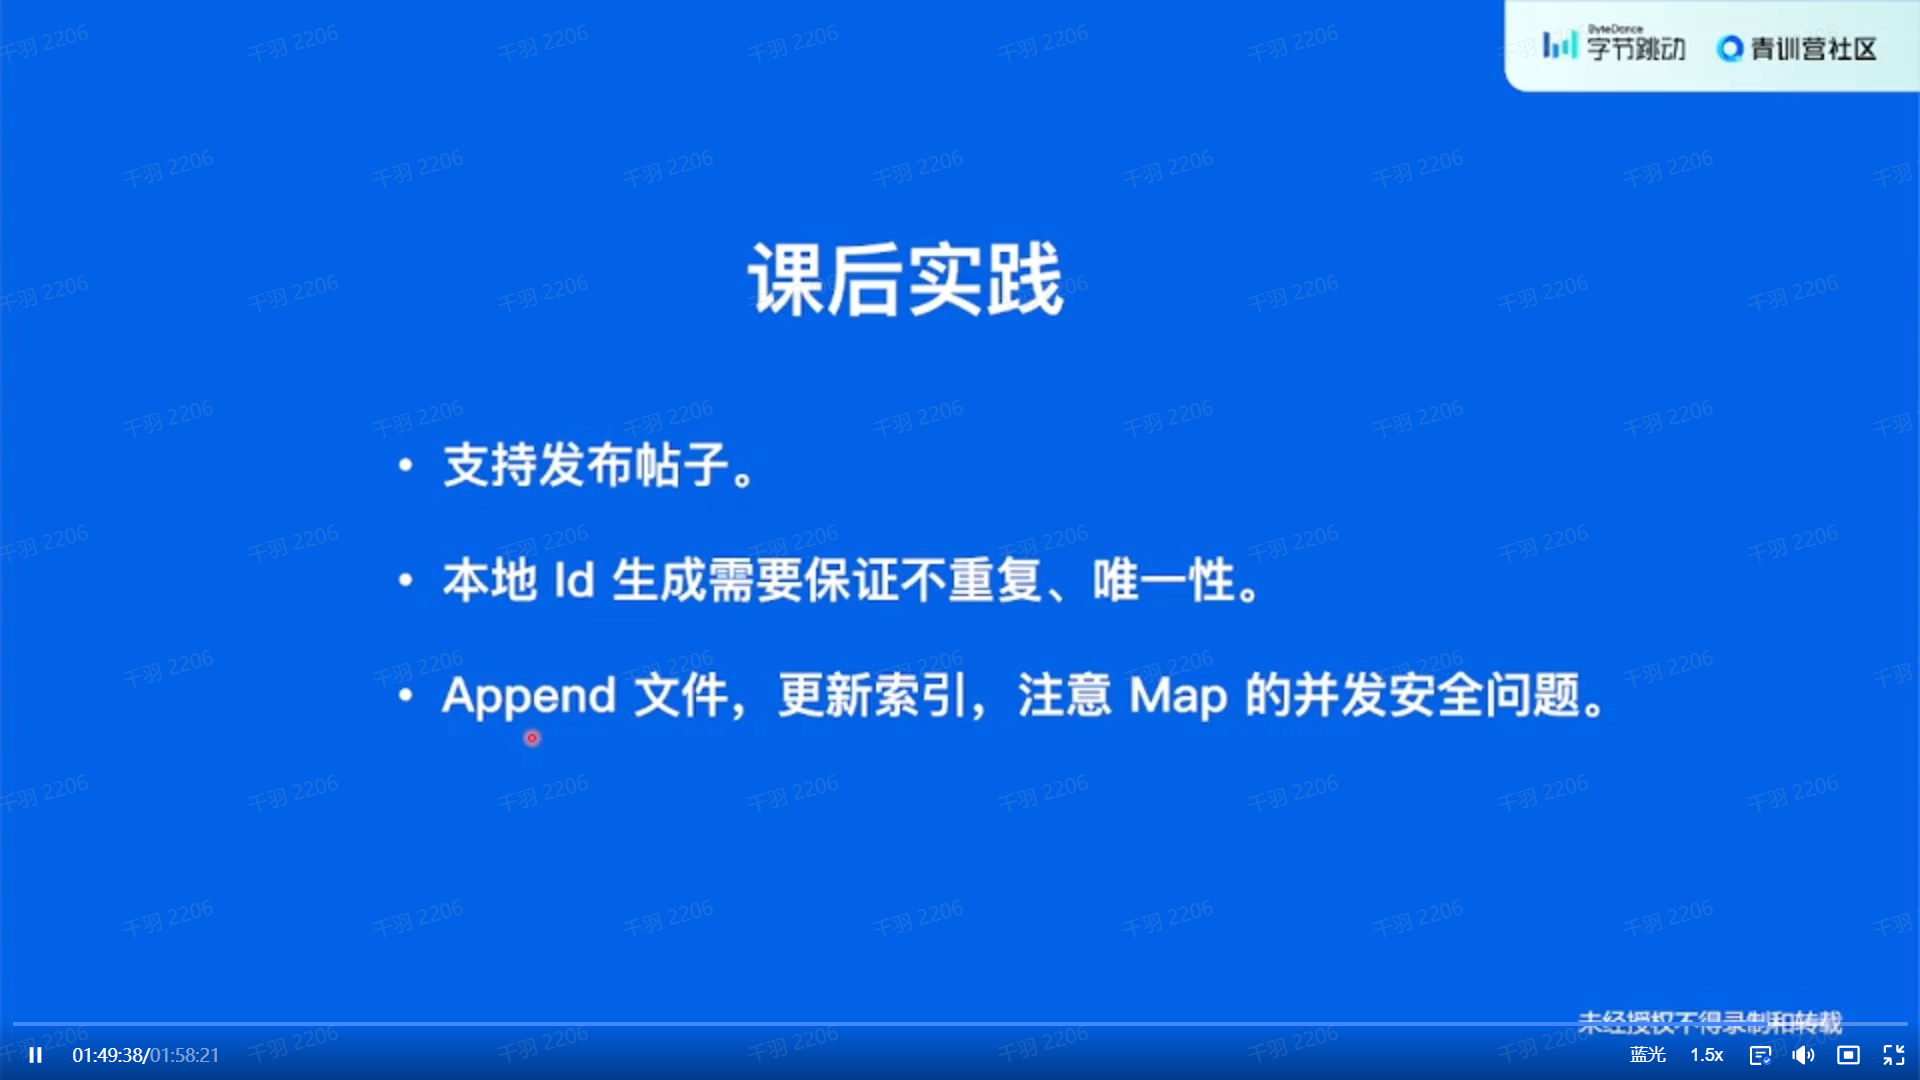 ByteDance
字节跳动 青训营社区
课后实践
• 支持发布帖子。
• 本地 Id 生成需要保证不重复、唯一性。
• Append 文件，更新索引，注意 Map 的并发安全问题。
千羽 2206
未经授权不得录制和转载
01:49:38/01:58:21 蓝光 1.5x